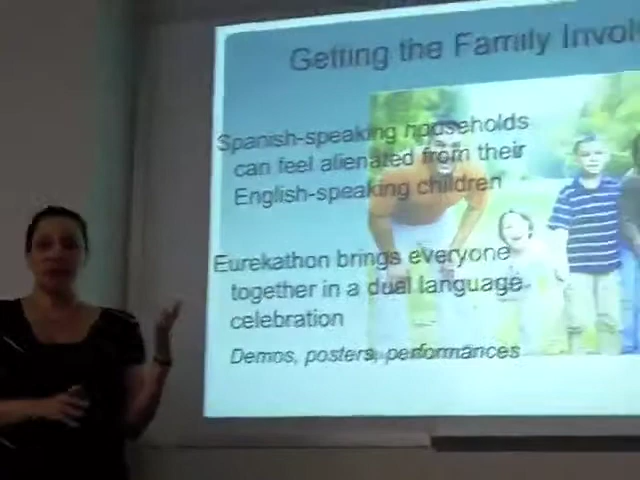 Getting the Family Invol
Spanish-speaking households
can feel alienated from their
English-speaking children
Eurekathon brings everyone
together in a dual language
celebration
Demos, posters, performances